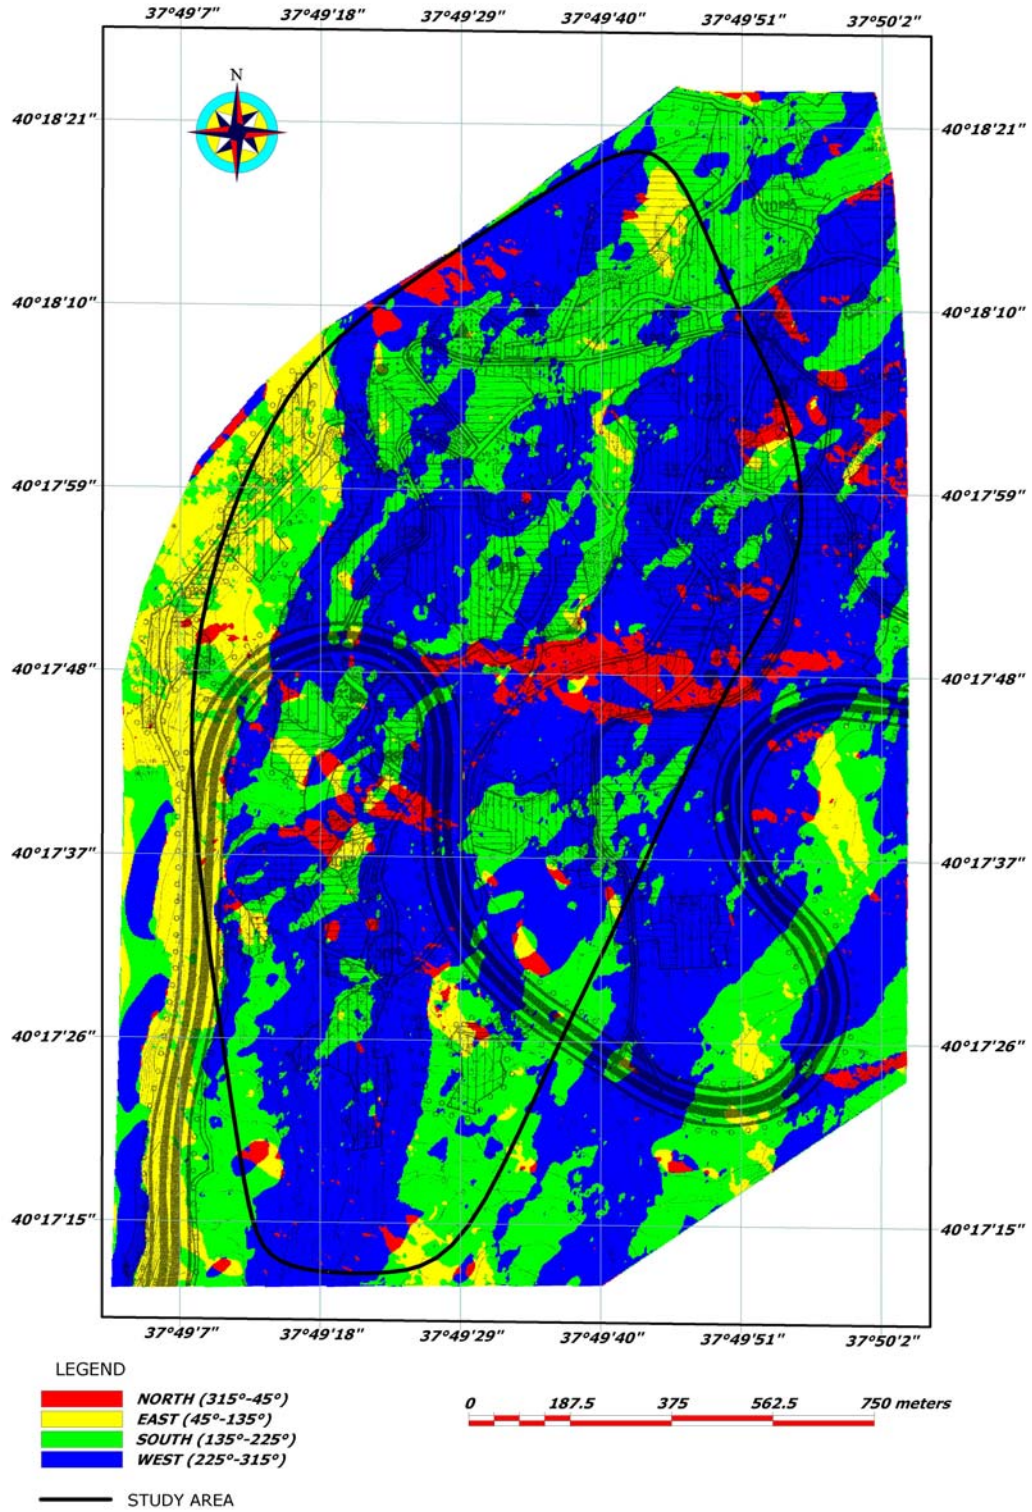 37°49'7" 37°49'18" 37°49'29" 37°49'40" 37°49'51" 37°50'2"
N
40°18'21" 40°18'21"
40°18'10" 40°18'10"
40°17'59" 40°17'59"
40°17'48" 40°17'48"
40°17'37" 40°17'37"
40°17'26" 40°17'26"
40°17'15" 40°17'15"
37°49'7" 37°49'18" 37°49'29" 37°49'40" 37°49'51" 37°50'2"
LEGEND
NORTH (315°-45°)
EAST (45°-135°)
SOUTH (135°-225°)
WEST (225°-315°)
STUDY AREA
0 187.5 375 562.5 750 meters